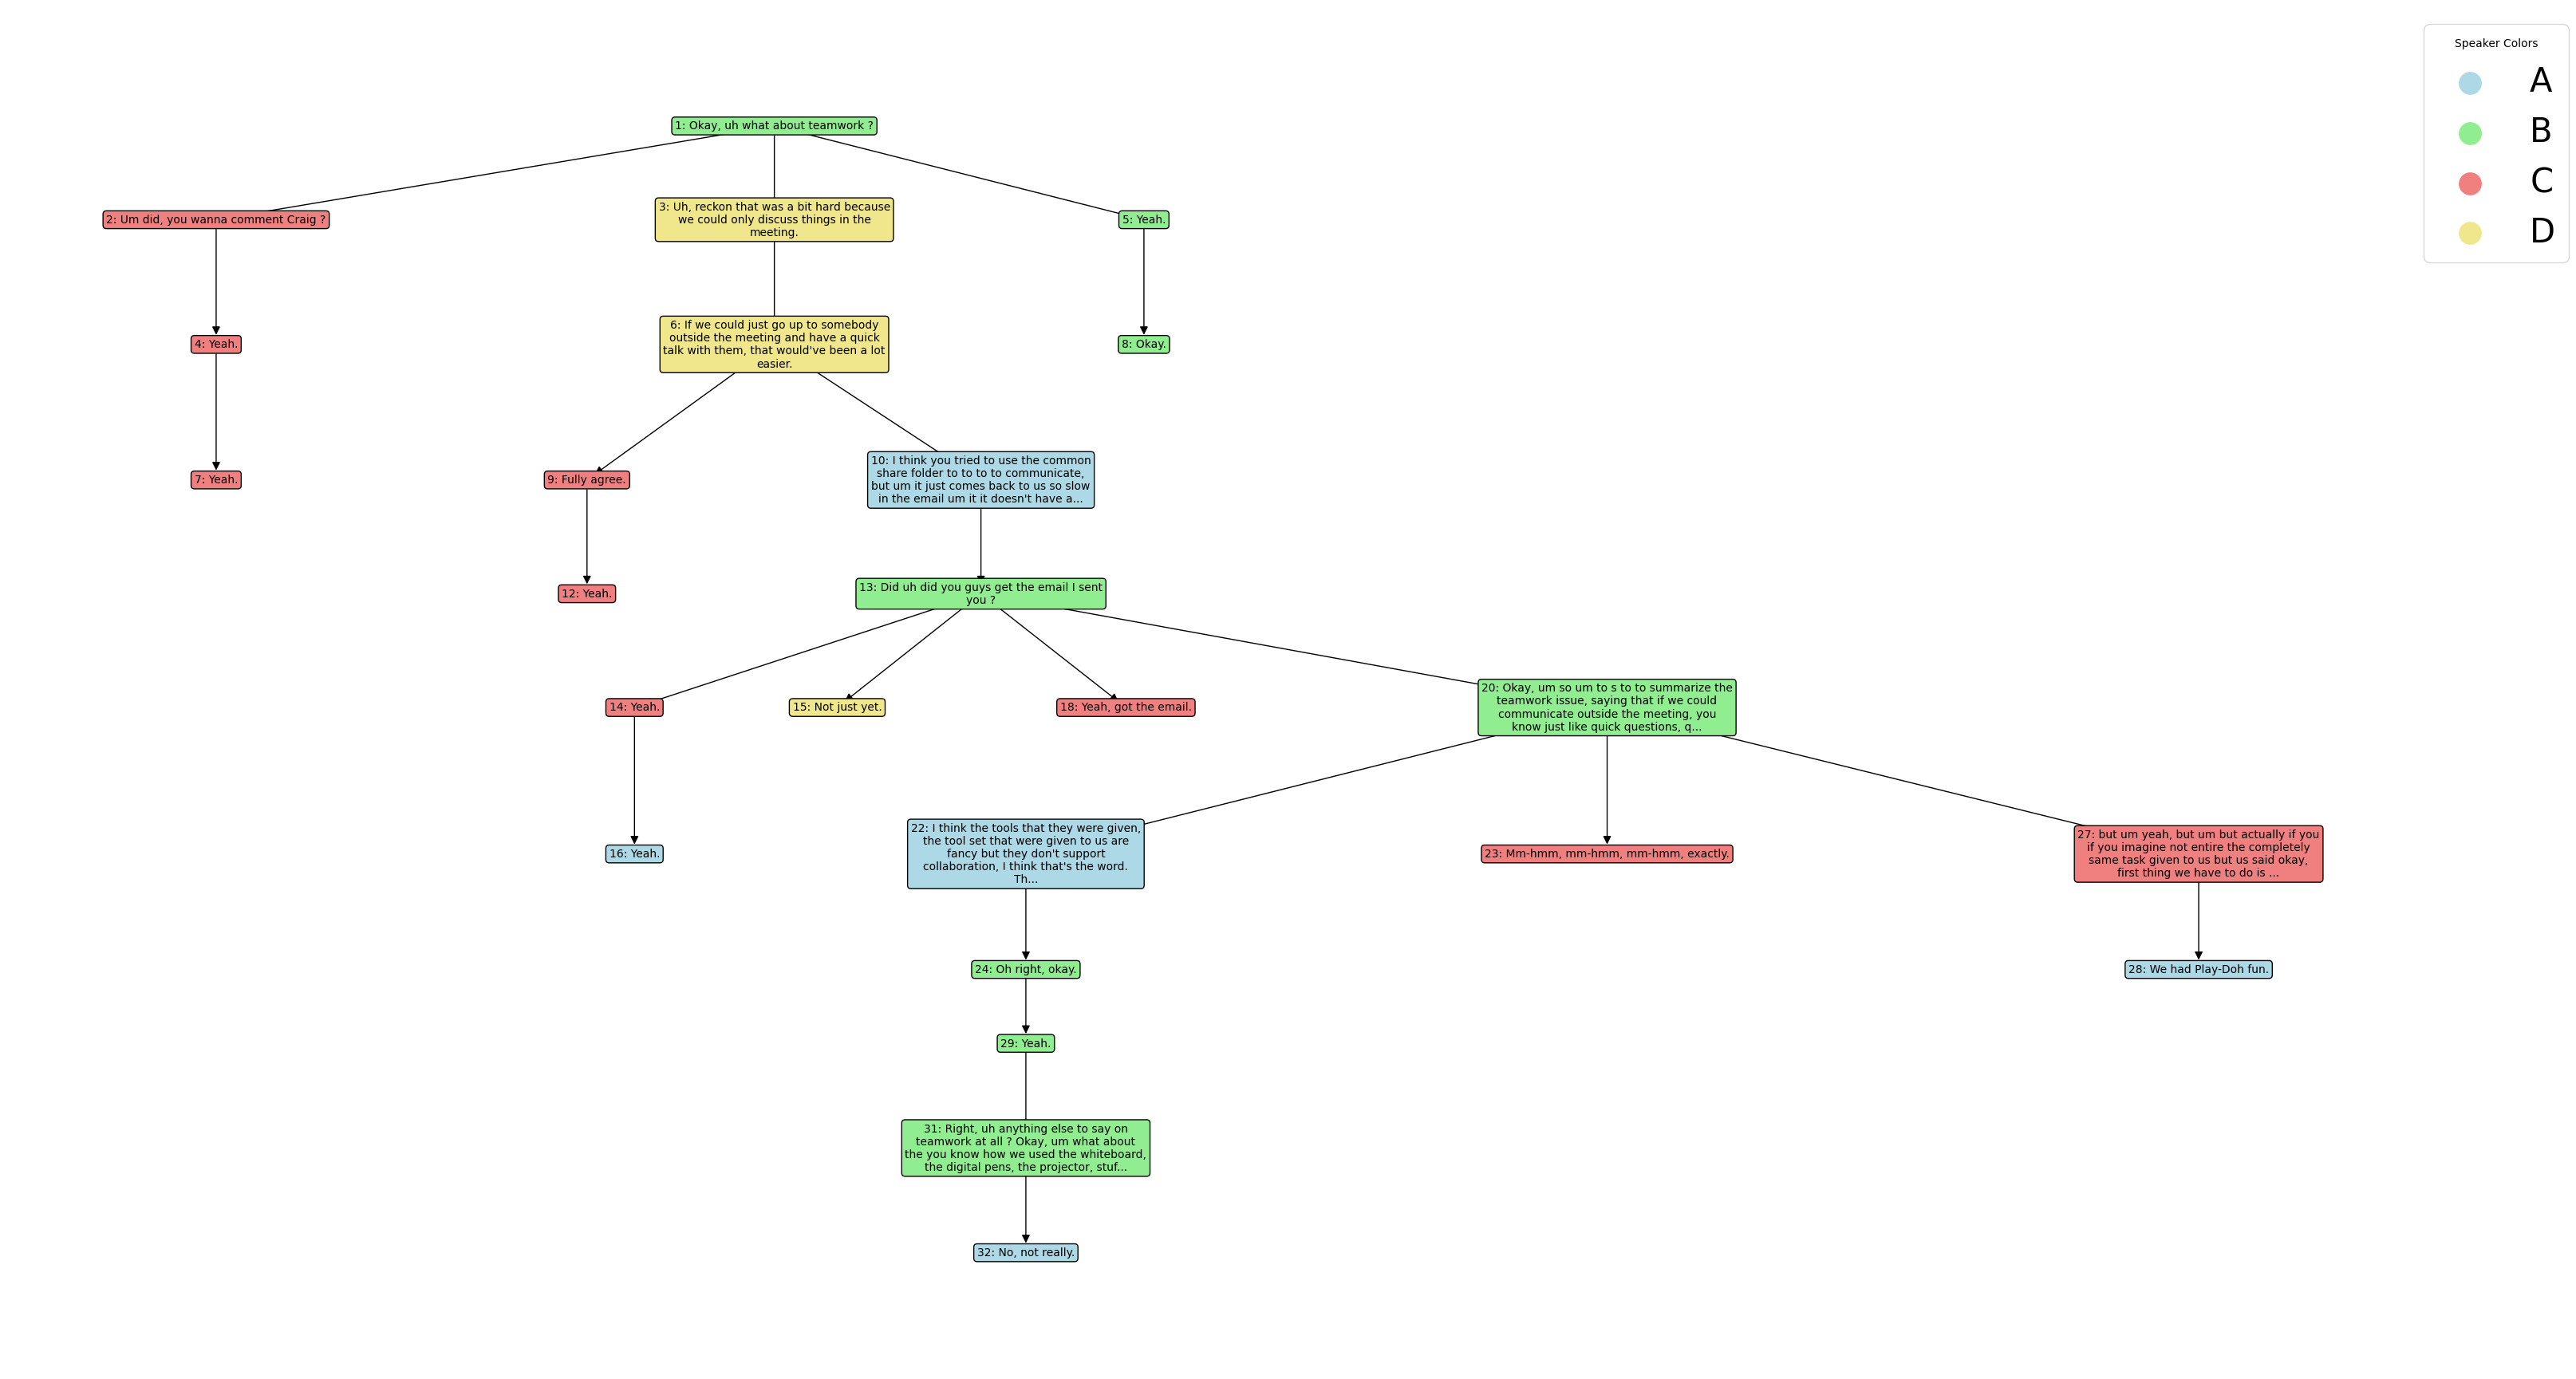 Speaker Colors
A
B
C
D
1: Okay, uh what about teamwork ?
2: Um did, you wanna comment Craig ?
3: Uh, reckon that was a bit hard because
we could only discuss things in the
meeting.
5: Yeah.
4: Yeah.
6: If we could just go up to somebody
outside the meeting and have a quick
talk with them, that would've been a lot
easier.
8: Okay.
7: Yeah.
9: Fully agree.
10: I think you tried to use the common
share folder to to to to communicate,
but um it just comes back to us so slow
in the email um it it doesn't have a...
12: Yeah.
13: Did uh did you guys get the email I sent
you ?
14: Yeah.
15: Not just yet.
18: Yeah, got the email.
20: Okay, um so um to s to to summarize the
teamwork issue, saying that if we could
communicate outside the meeting, you
know just like quick questions, q...
16: Yeah.
22: I think the tools that they were given,
the tool set that were given to us are
fancy but they don't support
collaboration, I think that's the word.
Th...
23: Mm-hmm, mm-hmm, mm-hmm, exactly.
27: but um yeah, but um but actually if you
if you imagine not entire the completely
same task given to us but us said okay,
first thing we have to do is ...
24: Oh right, okay.
28: We had Play-Doh fun.
29: Yeah.
31: Right, uh anything else to say on
teamwork at all ? Okay, um what about
the you know how we used the whiteboard,
the digital pens, the projector, stuf...
32: No, not really.